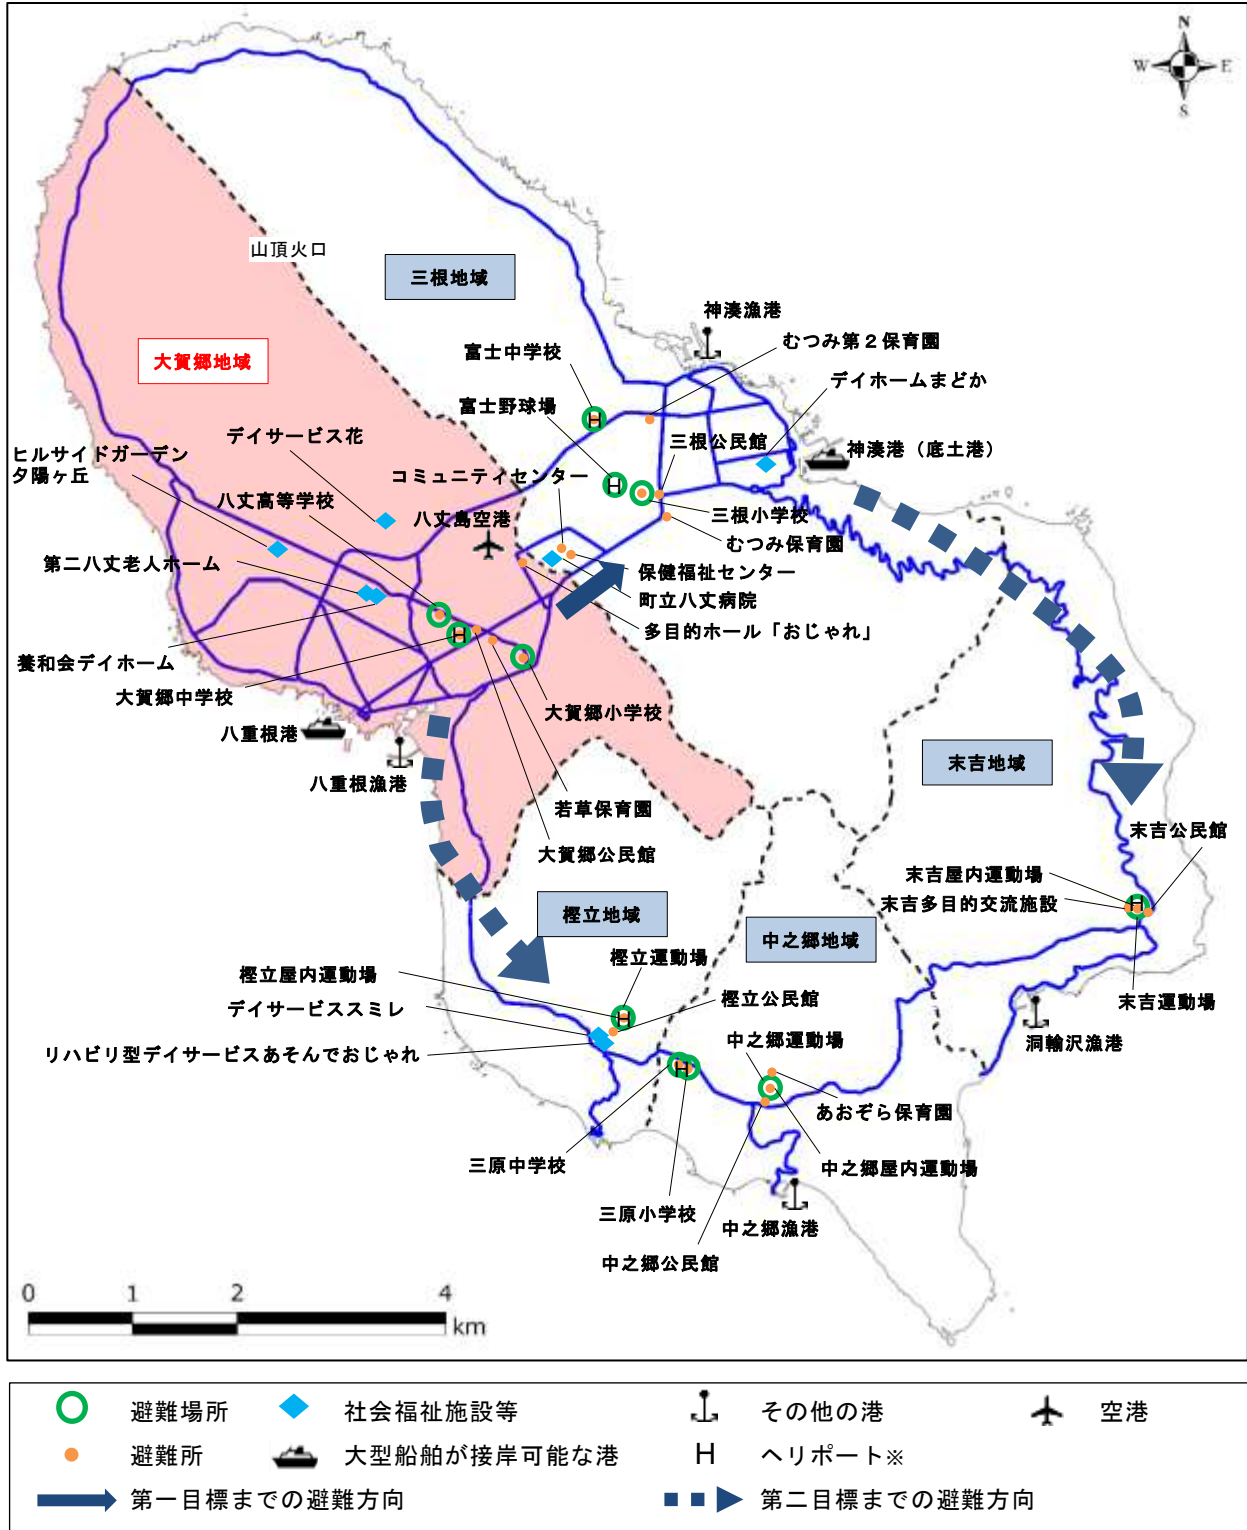 N
W E
S
山頂火口
三根地域
神湊漁港
大賀郷地域
富士中学校
むつみ第２保育園
デイホームまどか
富士野球場
デイサービス花
三根公民館
ヒルサイドガーデン
夕陽ヶ丘
神湊港（底土港）
コミュニティセンター
八丈高等学校
八丈島空港
三根小学校
むつみ保育園
第二八丈老人ホーム
保健福祉センター
町立八丈病院
多目的ホール「おじゃれ」
養和会デイホーム
大賀郷中学校
大賀郷小学校
八重根港
八重根漁港
末吉地域
若草保育園
末吉公民館
大賀郷公民館
末吉屋内運動場
末吉多目的交流施設
樫立地域
中之郷地域
樫立運動場
樫立屋内運動場
樫立公民館
末吉運動場
デイサービススミレ
中之郷運動場
洞輪沢漁港
リハビリ型デイサービスあそんでおじゃれ
あおぞら保育園
三原中学校
中之郷屋内運動場
三原小学校
中之郷漁港
中之郷公民館
0 1 2 4
km
避難場所 社会福祉施設等 その他の港 空港
避難所 大型船舶が接岸可能な港 H ヘリポート※
第一目標までの避難方向 第二目標までの避難方向